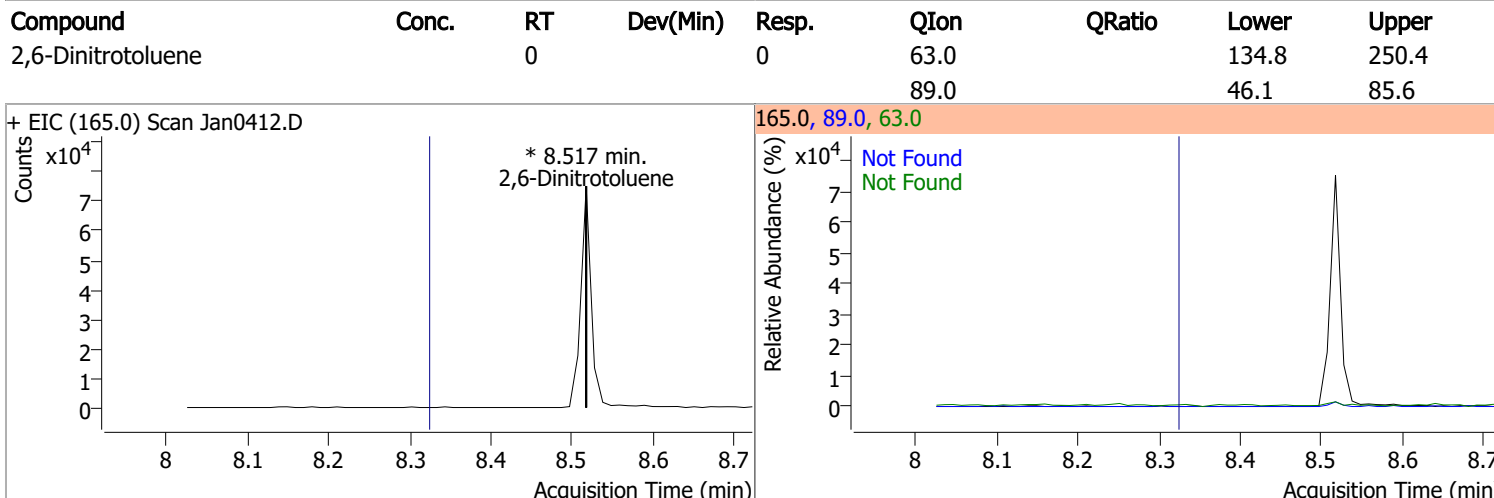 Compound Conc. RT Dev(Min) Resp. QIon QRatio Lower Upper
2,6-Dinitrotoluene 0 0 63.0 134.8 250.4
89.0 46.1 85.6
+ EIC (165.0) Scan Jan0412.D
Counts
x10^4
7
6
5
4
3
2
1
0
* 8.517 min.
2,6-Dinitrotoluene
8 8.1 8.2 8.3 8.4 8.5 8.6 8.7
Acquisition Time (min)
165.0, 89.0, 63.0
Relative Abundance (%)
x10^4
Not Found
Not Found
7
6
5
4
3
2
1
0
8 8.1 8.2 8.3 8.4 8.5 8.6 8.7
Acquisition Time (min